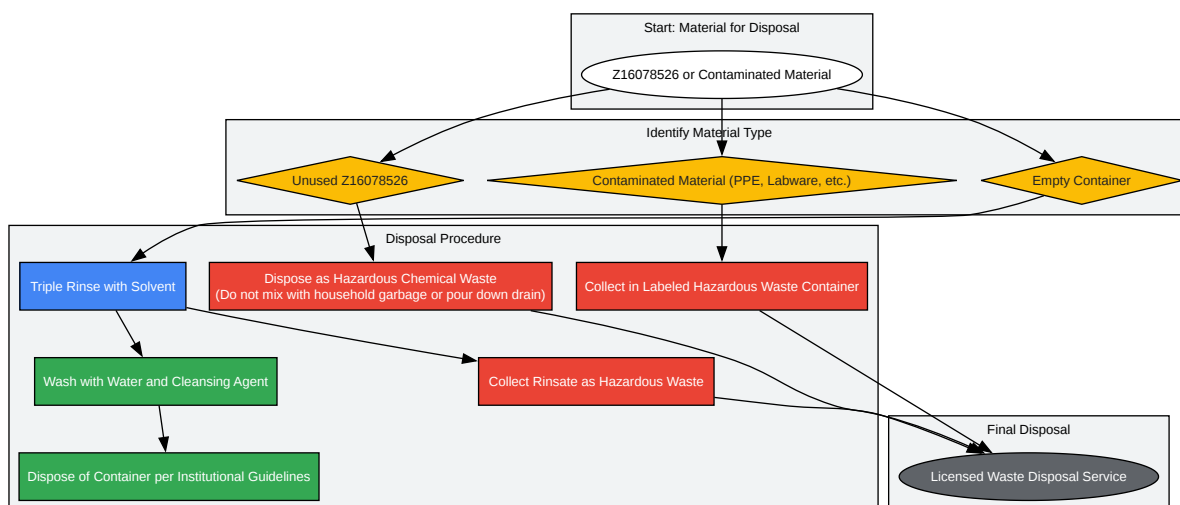 Start: Material for Disposal
Z16078526 or Contaminated Material
Identify Material Type
Unused Z16078526
Contaminated Material (PPE, Labware, etc.)
Empty Container
Disposal Procedure
Triple Rinse with Solvent
Dispose as Hazardous Chemical Waste
(Do not mix with household garbage or pour down drain)
Collect in Labeled Hazardous Waste Container
Wash with Water and Cleansing Agent
Collect Rinsate as Hazardous Waste
Final Disposal
Dispose of Container per Institutional Guidelines
Licensed Waste Disposal Service